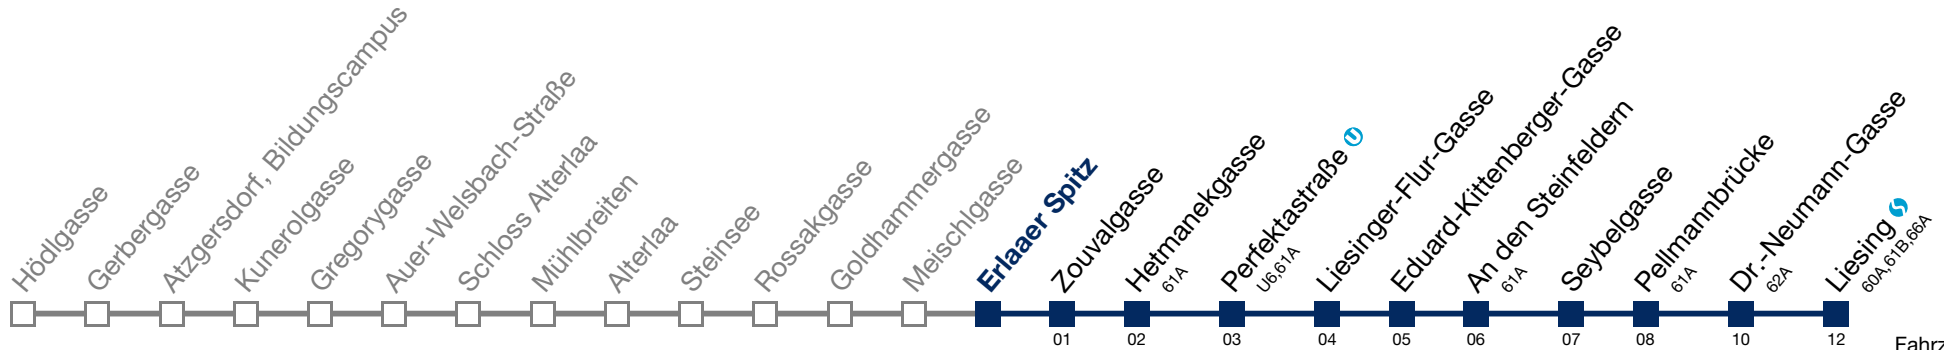 Hödlgasse
Gerbergasse
Atzgersdorf, Bildungscampus
Kunerolgasse
Gregorygasse
Auer-Welsbach-Straße
Schloss Alterlaa
Mühlbreiten
Alterlaa
Steinsee
Rossakgasse
Goldhammergasse
Meischlgasse
Erlaaer Spitz
Zouvalgasse
01
Hetmanekgasse
61A
02
Perfektastraße U
U6,61A
03
Liesinger-Flur-Gasse
04
Eduard-Kittenberger-Gasse
05
An den Steinfeldern
61A
06
Seybelgasse
07
Pellmannbrücke
61A
08
Dr.-Neumann-Gasse
62A
10
Liesing S
60A,61B,66A
12
Fahrz